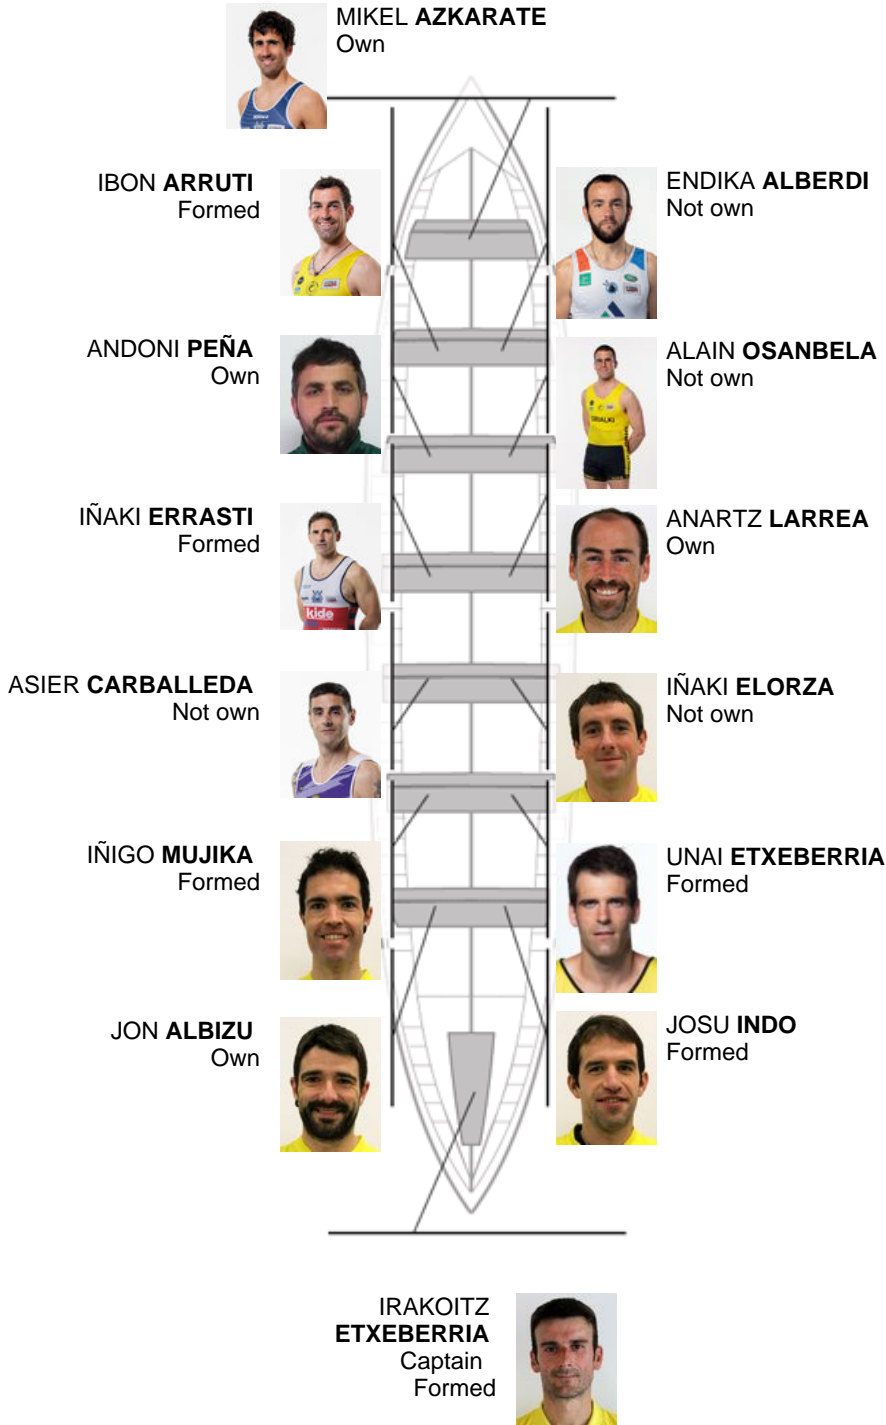 MIKEL AZKARATE
Own
IBON ARRUTI
Formed
ENDIKA ALBERDI
Not own
ANDONI PEÑA
Own
ALAIN OSANBELA
Not own
IÑAKI ERRASTI
Formed
kide
ANARTZ LARREA
Own
ASIER CARBALLEDA
Not own
IÑAKI ELORZA
Not own
IÑIGO MUJIKA
Formed
UNAI ETXEBERRIA
Formed
JON ALBIZU
Own
JOSU INDO
Formed
IRAKOITZ
ETXEBERRIA
Captain
Formed